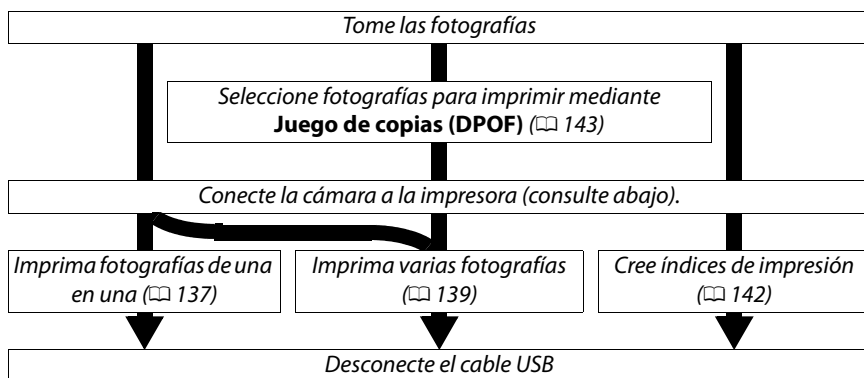 Tome las fotografías
Seleccione fotografías para imprimir mediante
Juego de copias (DPOF) (📖 143)
Conecte la cámara a la impresora (consulte abajo).
Imprima fotografías de una
en una (📖 137)
Imprima varias fotografías
(📖 139)
Cree índices de impresión
(📖 142)
Desconecte el cable USB